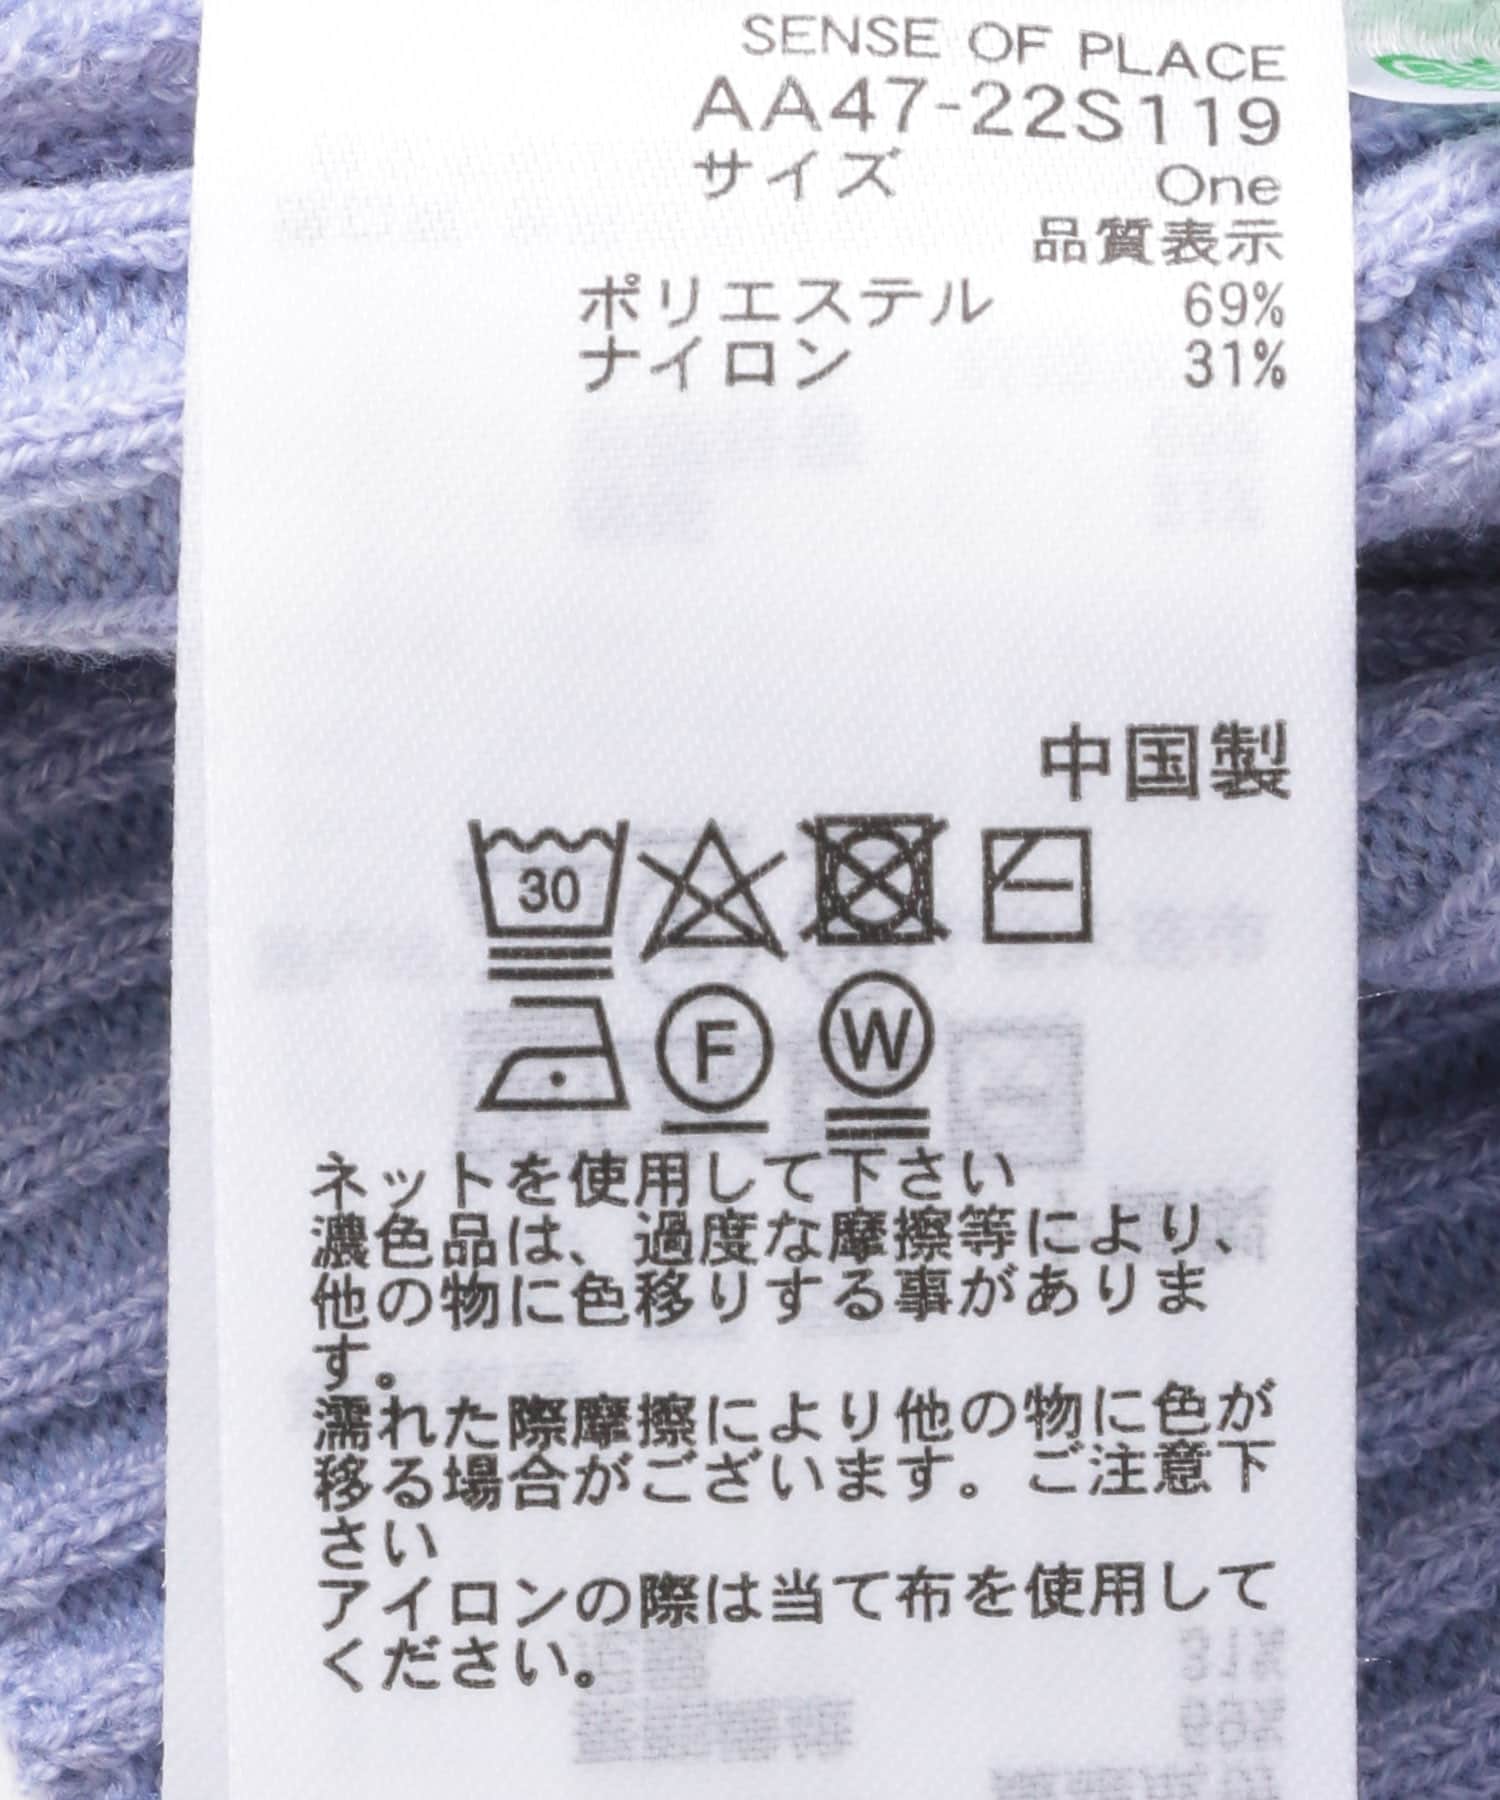 SENSE OF PLACE
AA47-22S119
サイズ One
品質表示
ポリエステル 69%
ナイロン 31%
中国製
30
F W
ネットを使用して下さい
濃色品は、過度な摩擦等により、
他の物に色移りする事がありま
す。
濡れた際摩擦により他の物に色が
移る場合がございます。ご注意下
さい
アイロンの際は当て布を使用して
ください。